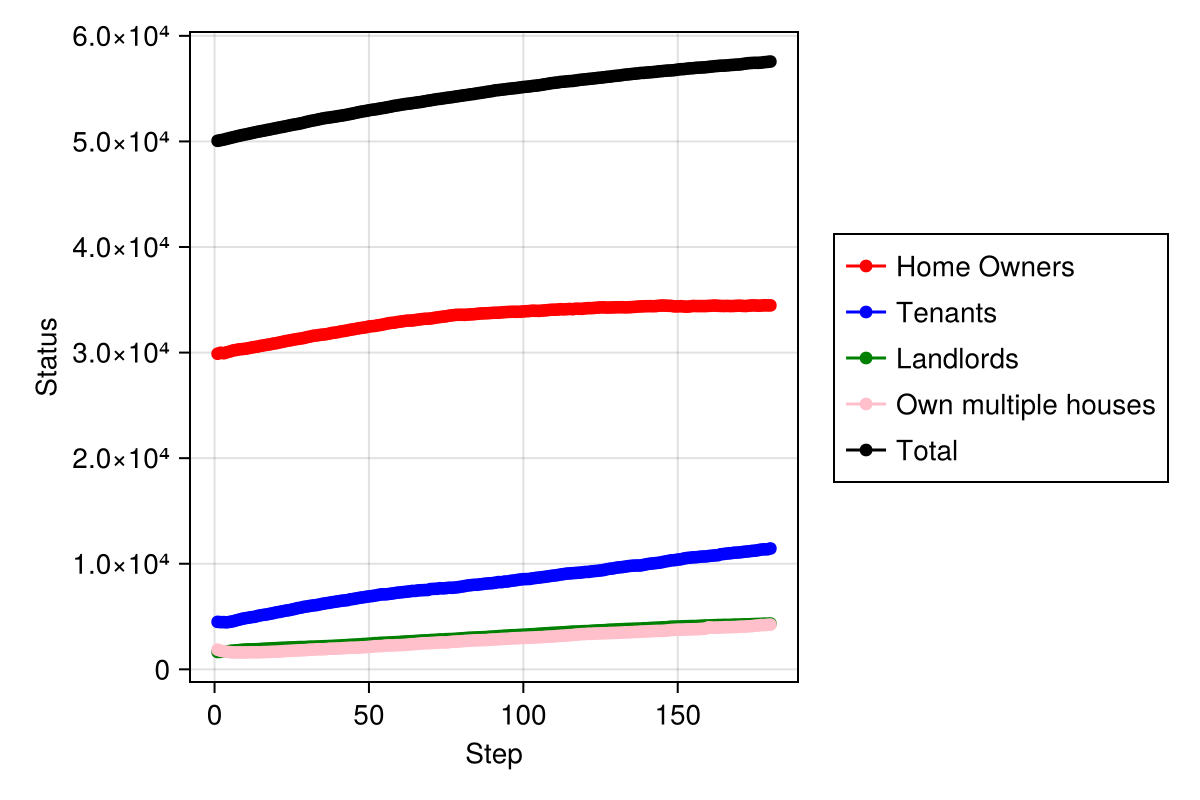 6.0×10⁴
5.0×10⁴
4.0×10⁴
3.0×10⁴
2.0×10⁴
1.0×10⁴
0
Status
0 50 100 150
Step
Home Owners
Tenants
Landlords
Own multiple houses
Total